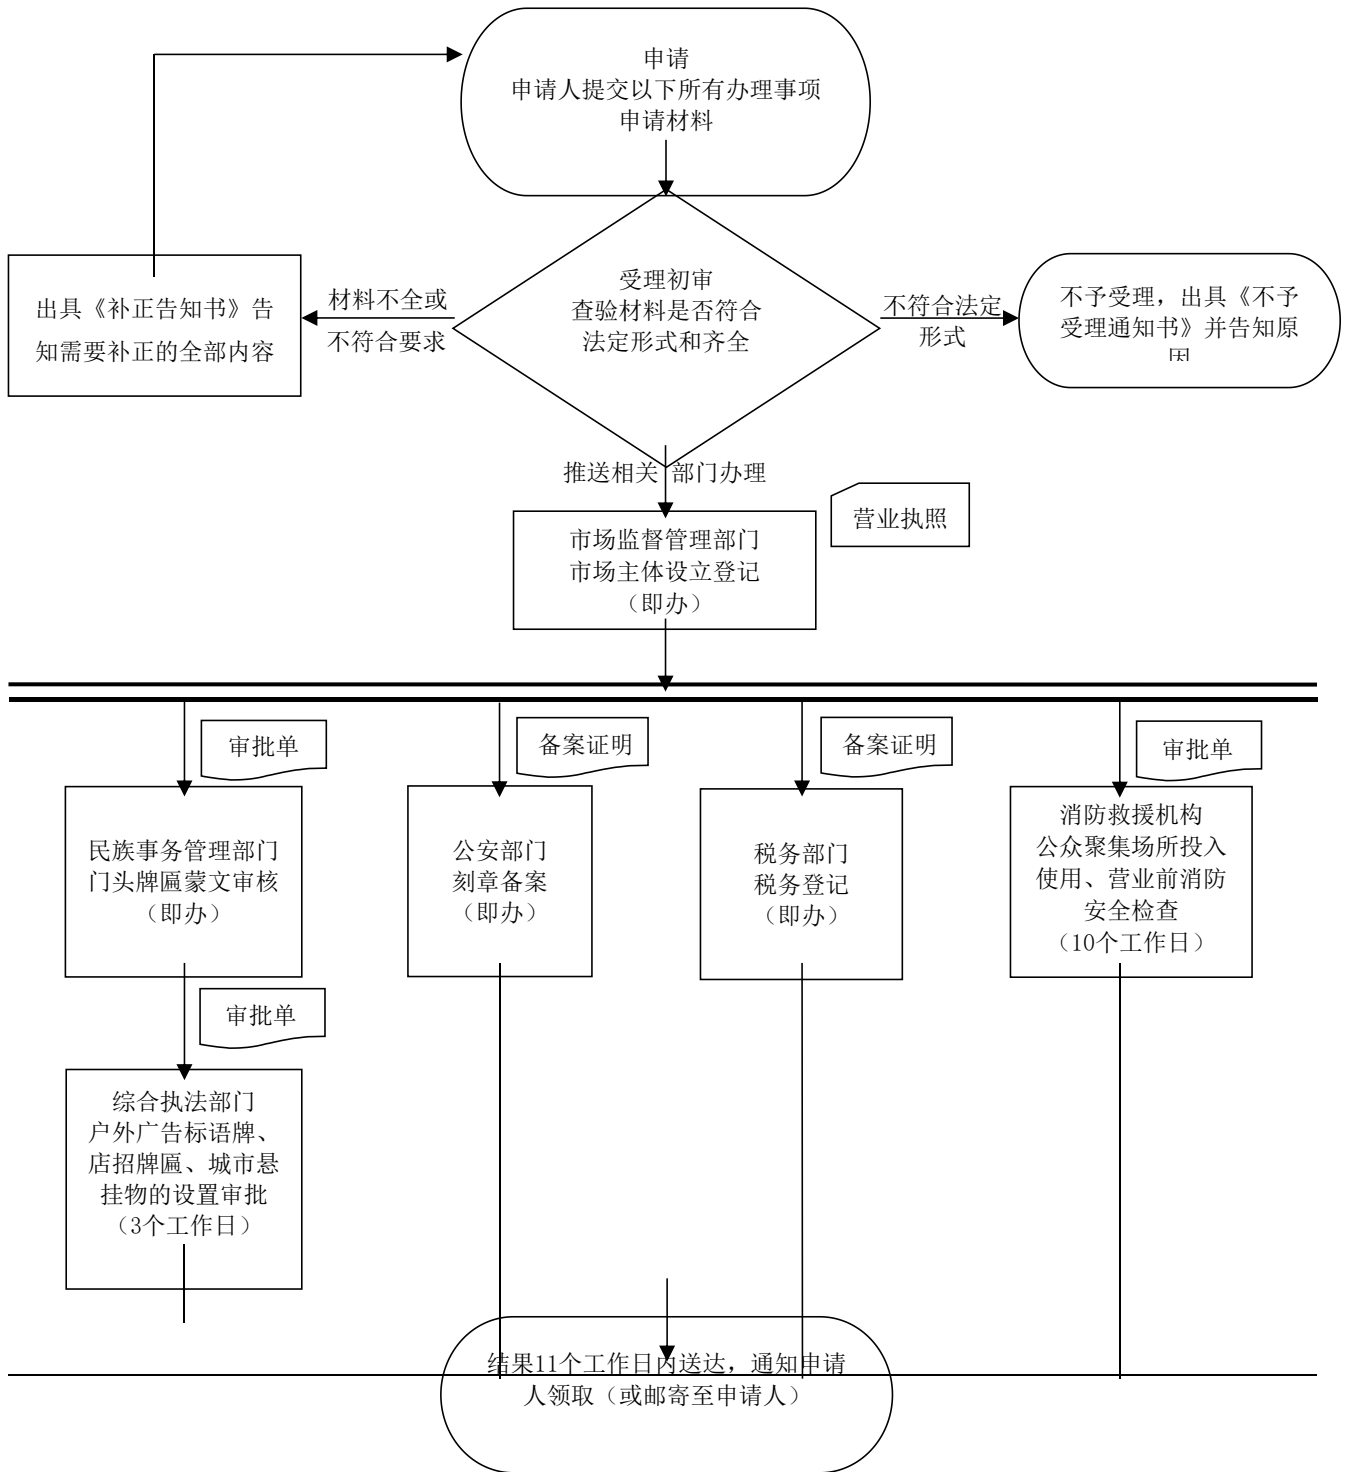 申请
申请人提交以下所有办理事项
申请材料
受理初审
查验材料是否符合
法定形式和齐全
材料不全或
不符合要求
出具《补正告知书》告
知需要补正的全部内容
不符合法定
形式
不予受理，出具《不予
受理通知书》并告知原
因
推送相关 部门办理
营业执照
市场监督管理部门
市场主体设立登记
（即办）
审批单
备案证明
备案证明
审批单
民族事务管理部门
门头牌匾蒙文审核
（即办）
公安部门
刻章备案
（即办）
税务部门
税务登记
（即办）
消防救援机构
公众聚集场所投入
使用、营业前消防
安全检查
（10个工作日）
审批单
综合执法部门
户外广告标语牌、
店招牌匾、城市悬
挂物的设置审批
（3个工作日）
结果11个工作日内送达，通知申请
人领取（或邮寄至申请人）